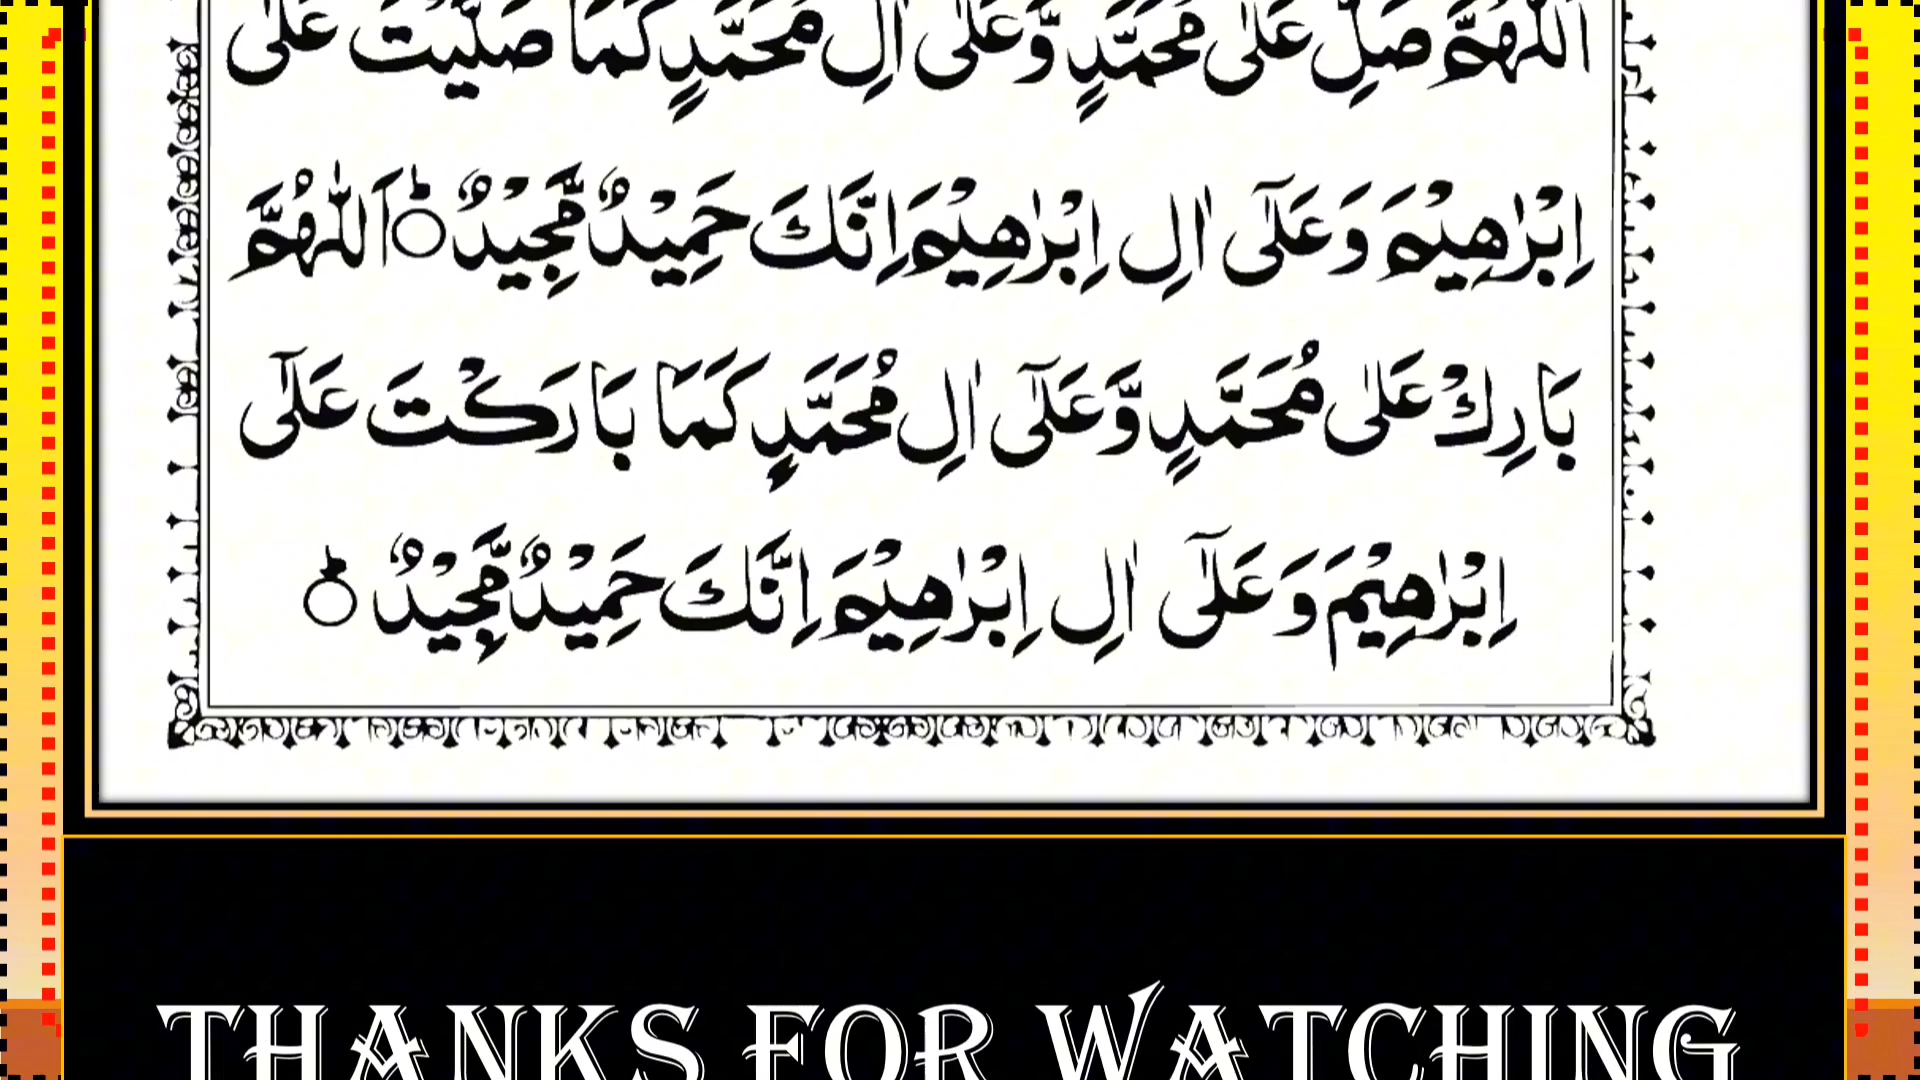 اَللّٰهُمَّ صَلِّ عَلٰى مُحَمَّدٍ وَّعَلٰٓى اٰلِ مُحَمَّدٍ كَمَا صَلَّيْتَ عَلٰٓى
اِبْرٰهِيْمَ وَعَلٰٓى اٰلِ اِبْرٰهِيْمَ اِنَّكَ حَمِيْدٌ مَّجِيْدٌ ؕ اَللّٰهُمَّ
بَارِكْ عَلٰى مُحَمَّدٍ وَّعَلٰٓى اٰلِ مُحَمَّدٍ كَمَا بَارَكْتَ عَلٰٓى
اِبْرٰهِيْمَ وَعَلٰٓى اٰلِ اِبْرٰهِيْمَ اِنَّكَ حَمِيْدٌ مَّجِيْدٌ ؕ
THANKS FOR WATCHING